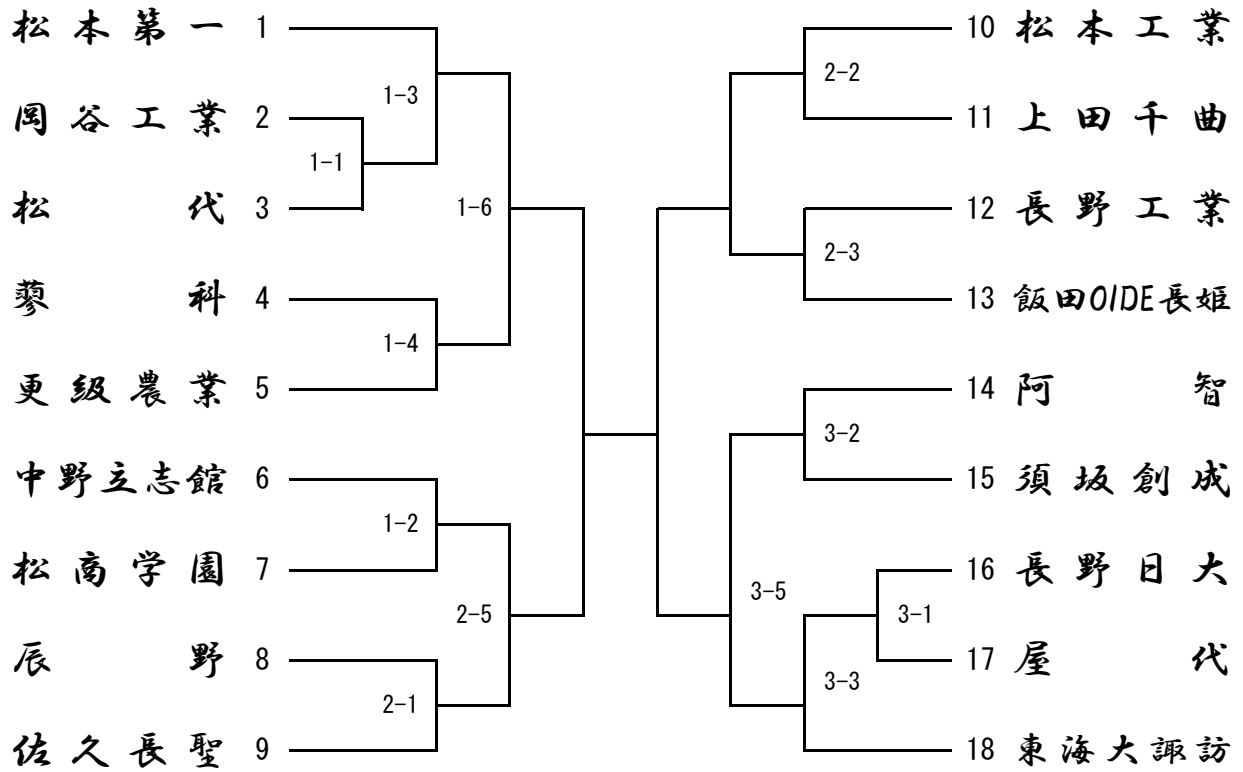 松本第一 1
1-3
岡谷工業 2
1-1
松代 3
1-6
蓼科 4
1-4
更級農業 5
中野立志館 6
1-2
松商学園 7
2-5
辰野 8
2-1
佐久長聖 9
10 松本工業
2-2
11 上田千曲
12 長野工業
2-3
13 飯田OIDE長姫
14 阿智
3-2
15 須坂創成
16 長野日大
3-5
3-1
17 屋代
3-3
18 東海大諏訪